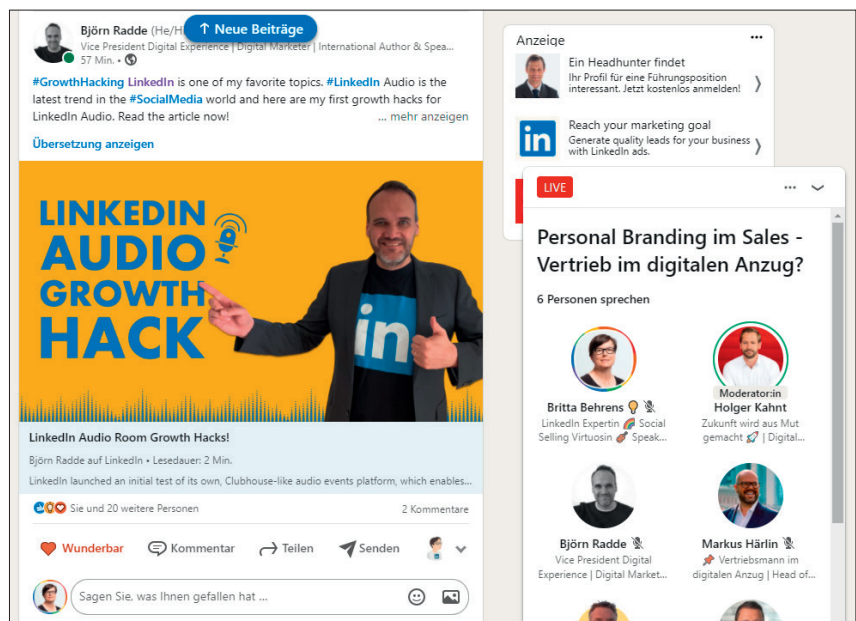 ↑ Neue Beiträge
Björn Radde (He/Hi
Vice President Digital Experience | Digital Marketer | International Author & Spea...
57 Min. •
#GrowthHacking LinkedIn is one of my favorite topics. #LinkedIn Audio is the
latest trend in the #SocialMedia world and here are my first growth hacks for
LinkedIn Audio. Read the article now!
... mehr anzeigen
Übersetzung anzeigen
LINKEDIN
AUDIO
GROWTH
HACK
in
LinkedIn Audio Room Growth Hacks!
Björn Radde auf LinkedIn • Lesedauer: 2 Min.
LinkedIn launched an initial test of its own, Clubhouse-like audio events platform, which enables...
Sie und 20 weitere Personen
2 Kommentare
Wunderbar Kommentar Teilen Senden
Sagen Sie, was Ihnen gefallen hat ...
Anzeige ...
Ein Headhunter findet
Ihr Profil für eine Führungsposition
interessant. Jetzt kostenlos anmelden!
in
Reach your marketing goal
Generate quality leads for your business
with LinkedIn ads.
LIVE ...
Personal Branding im Sales -
Vertrieb im digitalen Anzug?
6 Personen sprechen
Britta Behrens
LinkedIn Expertin 🌈 Social
Selling Virtuosin 🎻 Speak...
Moderator:in
Holger Kahnt
Zukunft wird aus Mut
gemacht 🚀 | Digital...
Björn Radde
Vice President Digital
Experience | Digital Market...
Markus Härlin
📌 Vertriebsmann im
digitalen Anzug | Head of...